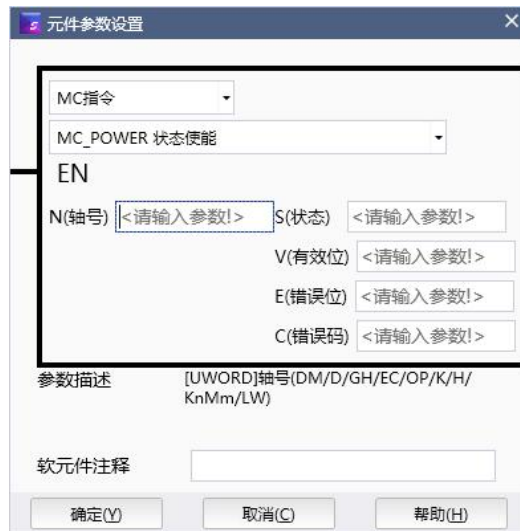 元件参数设置
MC指令
MC_POWER 状态使能
EN
N(轴号) <请输入参数!> S(状态) <请输入参数!>
V(有效位) <请输入参数!>
E(错误位) <请输入参数!>
C(错误码) <请输入参数!>
参数描述 [UWORD]轴号(DM/D/GH/EC/OP/K/H/
KnMm/LW)
软元件注释
确定(Y) 取消(C) 帮助(H)